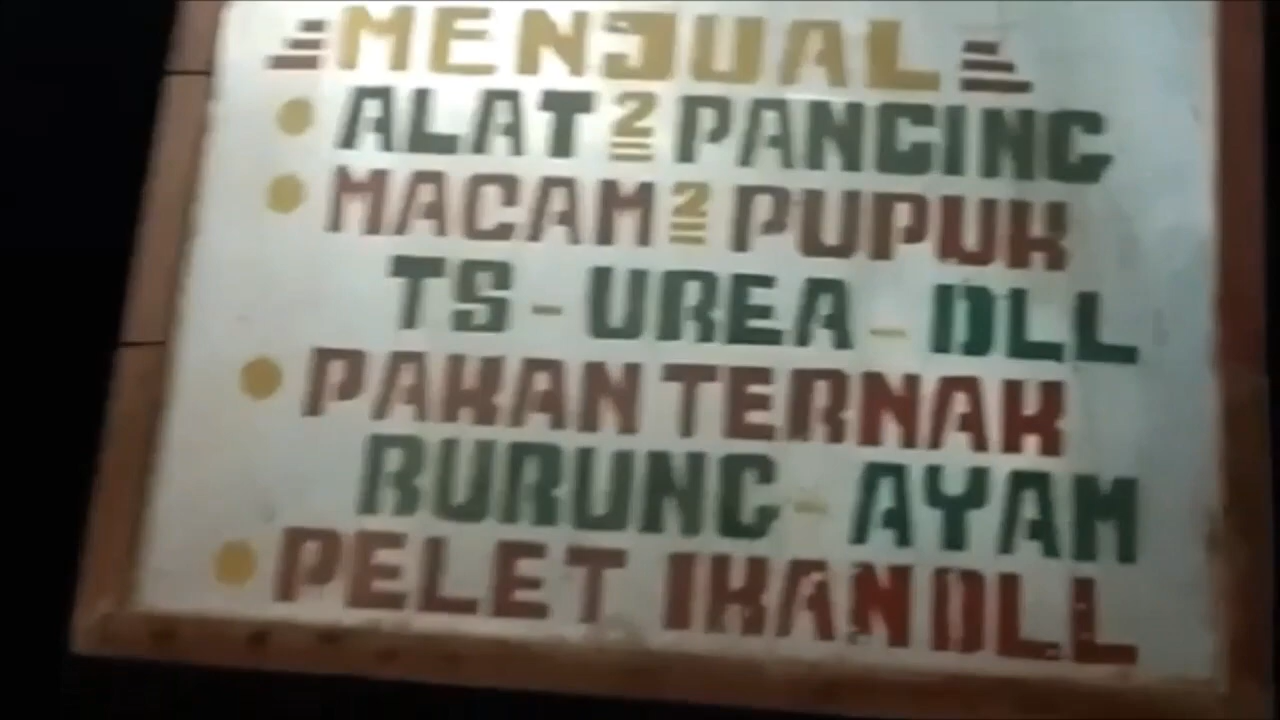 MENJUAL
ALAT2 PANCING
MACAM2 PUPUK
TS - UREA - DLL
PAKAN TERNAK
BURUNG - AYAM
PELET IKAN DLL